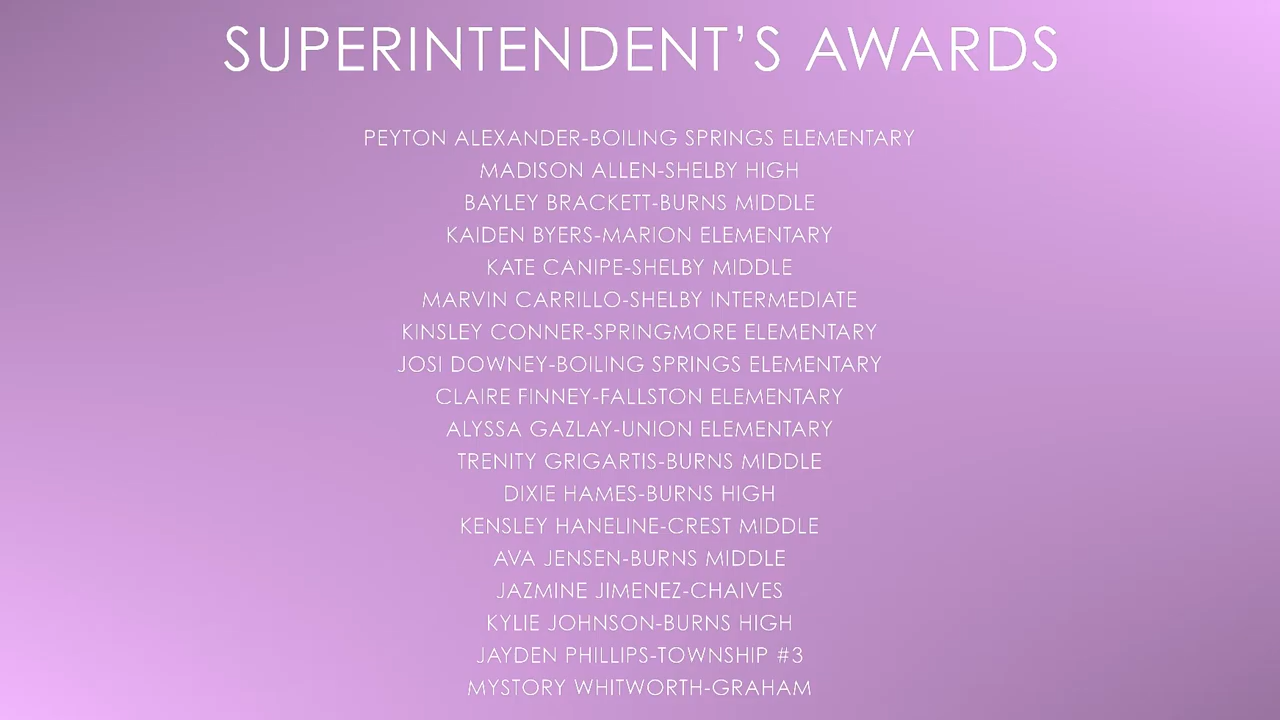 SUPERINTENDENT'S AWARDS
PEYTON ALEXANDER-BOILING SPRINGS ELEMENTARY
MADISON ALLEN-SHELBY HIGH
BAYLEY BRACKETT-BURNS MIDDLE
KAIDEN BYERS-MARION ELEMENTARY
KATE CANIPE-SHELBY MIDDLE
MARVIN CARRILLO-SHELBY INTERMEDIATE
KINSLEY CONNER-SPRINGMORE ELEMENTARY
JOSI DOWNEY-BOILING SPRINGS ELEMENTARY
CLAIRE FINNEY-FALLSTON ELEMENTARY
ALYSSA GAZLAY-UNION ELEMENTARY
TRENITY GRIGARTIS-BURNS MIDDLE
DIXIE HAMES-BURNS HIGH
KENSLEY HANELINE-CREST MIDDLE
AVA JENSEN-BURNS MIDDLE
JAZMINE JIMENEZ-CHAIVES
KYLIE JOHNSON-BURNS HIGH
JAYDEN PHILLIPS-TOWNSHIP #3
MYSTORY WHITWORTH-GRAHAM